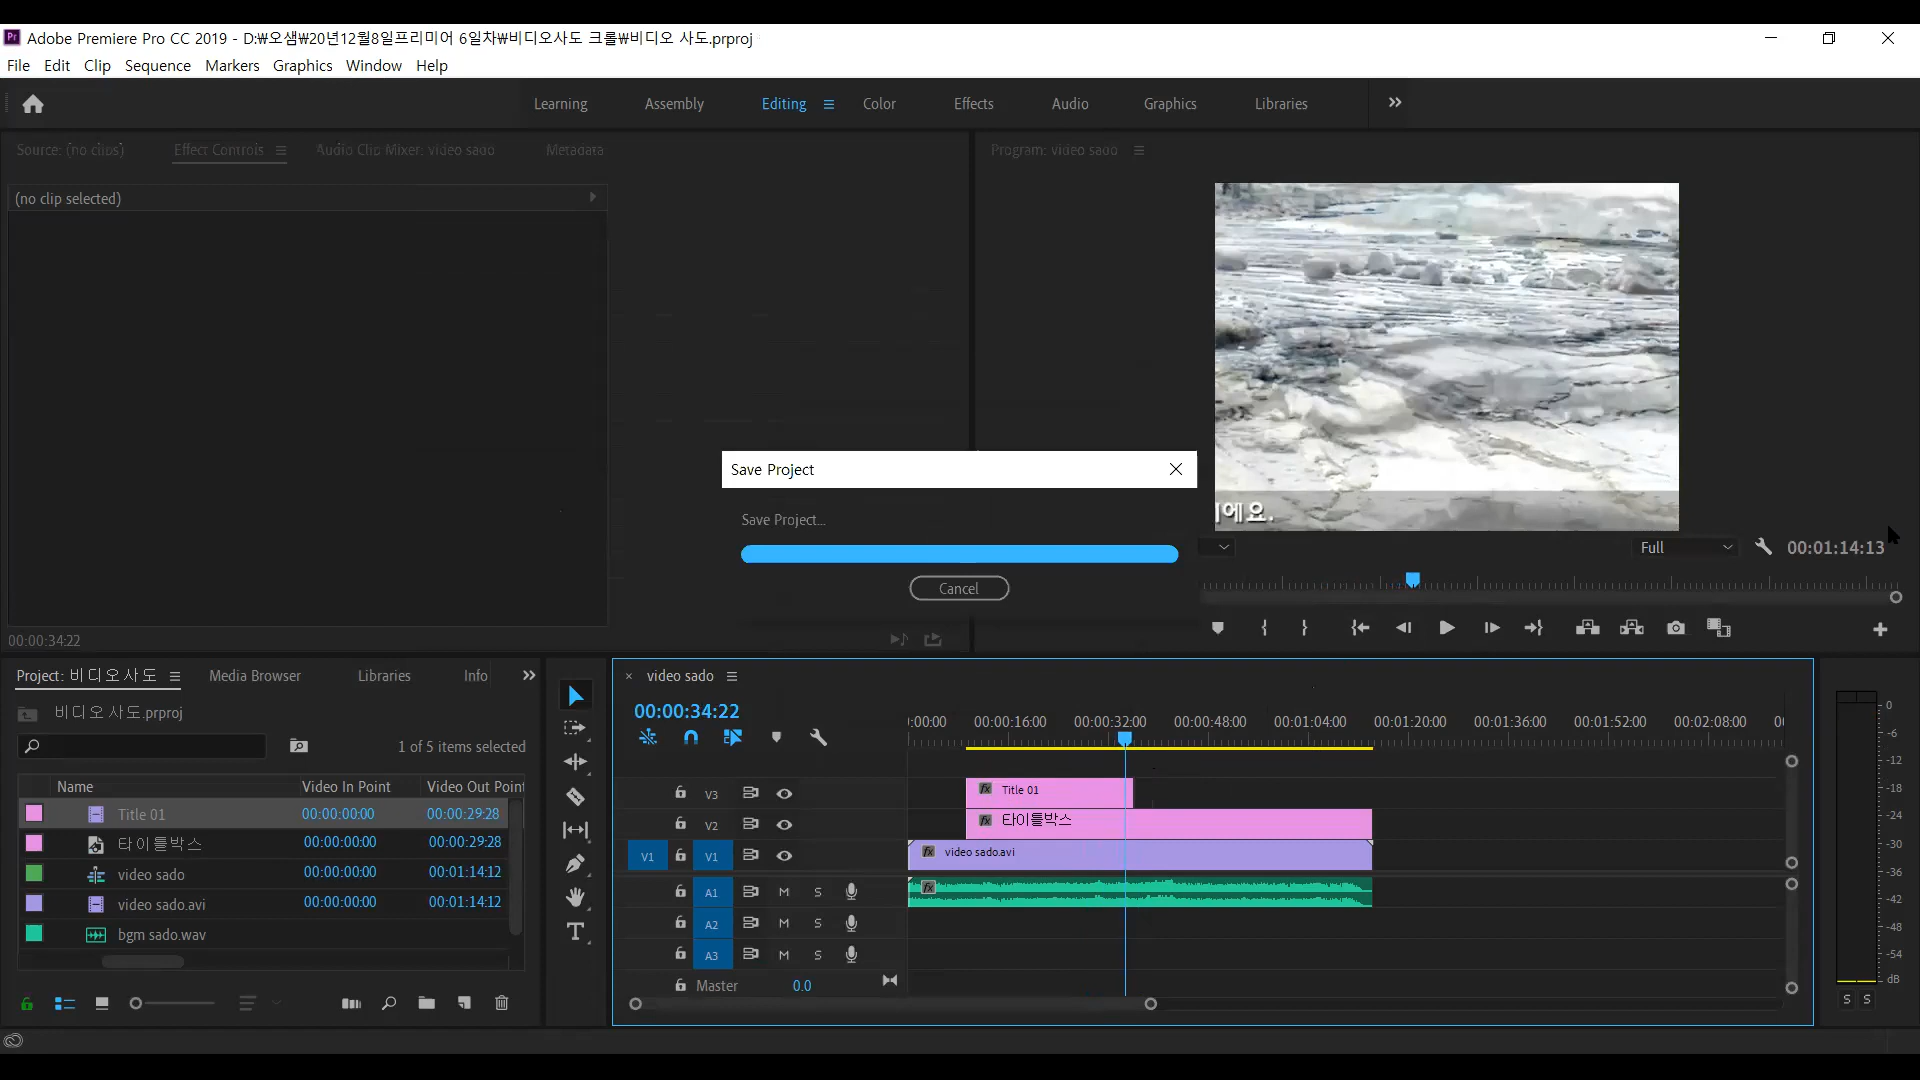 Adobe Premiere Pro CC 2019 - D:₩오샘₩20년12월8일프리미어 6일차₩비디오사도 크롤₩비디오 사도.prproj
File Edit Clip Sequence Markers Graphics Window Help
Learning Assembly Editing Color Effects Audio Graphics Libraries
Source: (no clips) Effect Controls Audio Clip Mixer: video sado Metadata
Program: video sado
(no clip selected)
Save Project
Save Project...
Cancel
에요.
Full 00:01:14:13
00:00:34:22
Project: 비디오 사도 Media Browser Libraries Info
비디오 사도.prproj
1 of 5 items selected
Name Video In Point Video Out Point
Title 01 00:00:00:00 00:00:29:28
타이틀박스 00:00:00:00 00:00:29:28
video sado 00:00:00:00 00:01:14:12
video sado.avi 00:00:00:00 00:01:14:12
bgm sado.wav
video sado
00:00:34:22
:00:00 00:00:16:00 00:00:32:00 00:00:48:00 00:01:04:00 00:01:20:00 00:01:36:00 00:01:52:00 00:02:08:00
V3 fx Title 01
V2 fx 타이틀박스
V1 V1 fx video sado.avi
A1 M S fx
A2 M S
A3 M S
Master 0.0
0
-6
-12
-18
-24
-30
-36
-42
-48
-54
dB
S S